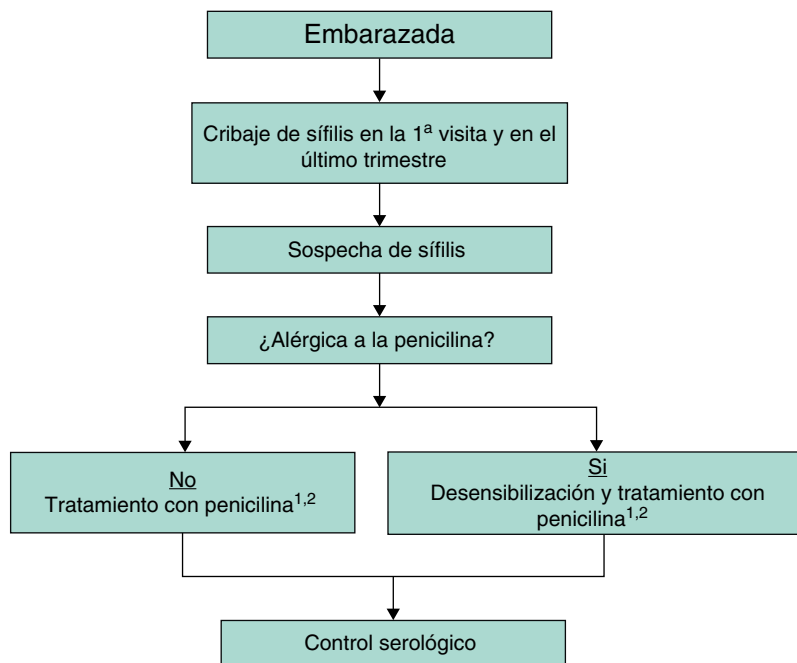 Embarazada
Cribaje de sífilis en la 1ª visita y en el
último trimestre
Sospecha de sífilis
¿Alérgica a la penicilina?
No
Tratamiento con penicilina1,2
Si
Desensibilización y tratamiento con
penicilina1,2
Control serológico